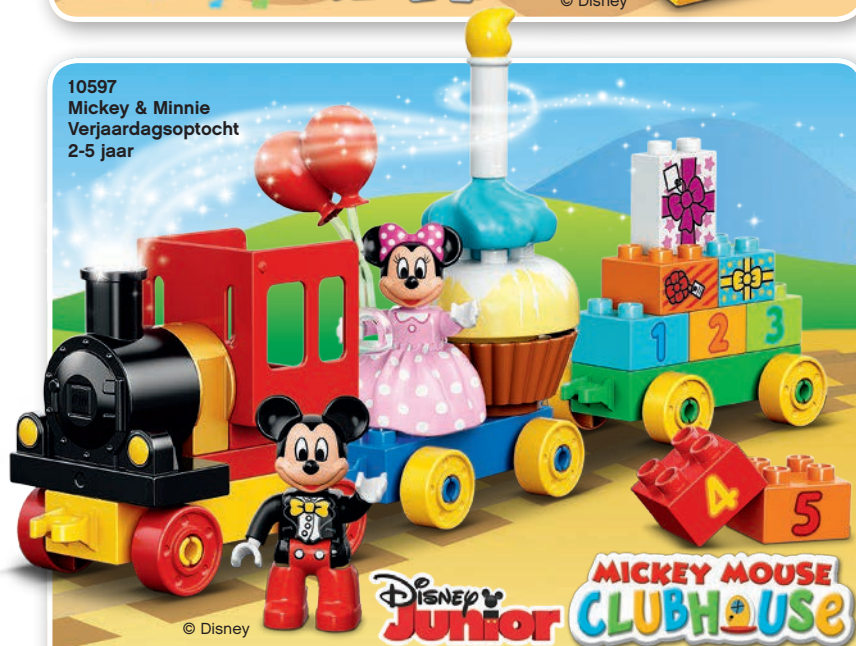 © Disney
10597
Mickey & Minnie
Verjaardagsoptocht
2-5 jaar
1 2 3
4 5
© Disney
Disney
Junior
MICKEY MOUSE
CLUBHOUSE